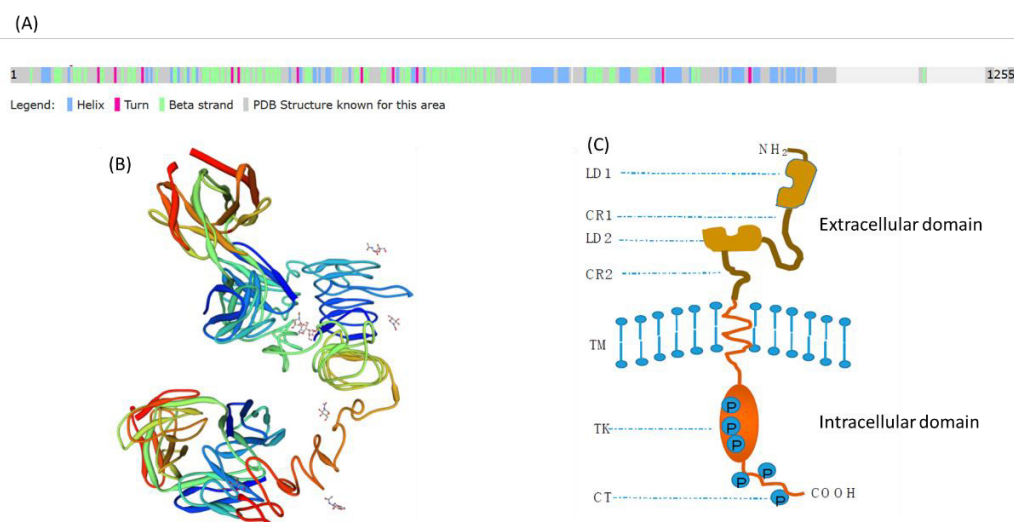 (A)
1 1255
Legend: Helix Turn Beta strand PDB Structure known for this area
(B)
(C)
NH2
LD1
CR1
Extracellular domain
LD2
CR2
TM
P
P
TK
Intracellular domain
P
P
P
CT
P
COOH